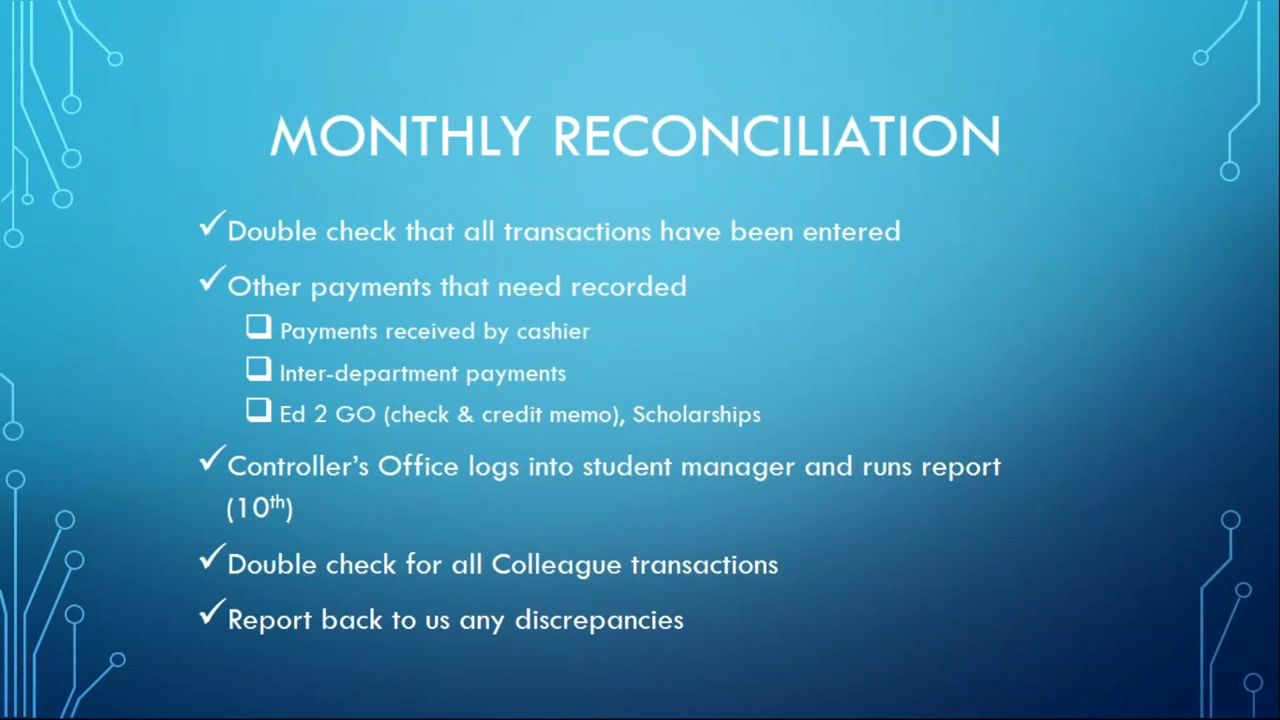 MONTHLY RECONCILIATION
Double check that all transactions have been entered
Other payments that need recorded
Payments received by cashier
Inter-department payments
Ed 2 GO (check & credit memo), Scholarships
Controller’s Office logs into student manager and runs report
(10th)
Double check for all Colleague transactions
Report back to us any discrepancies